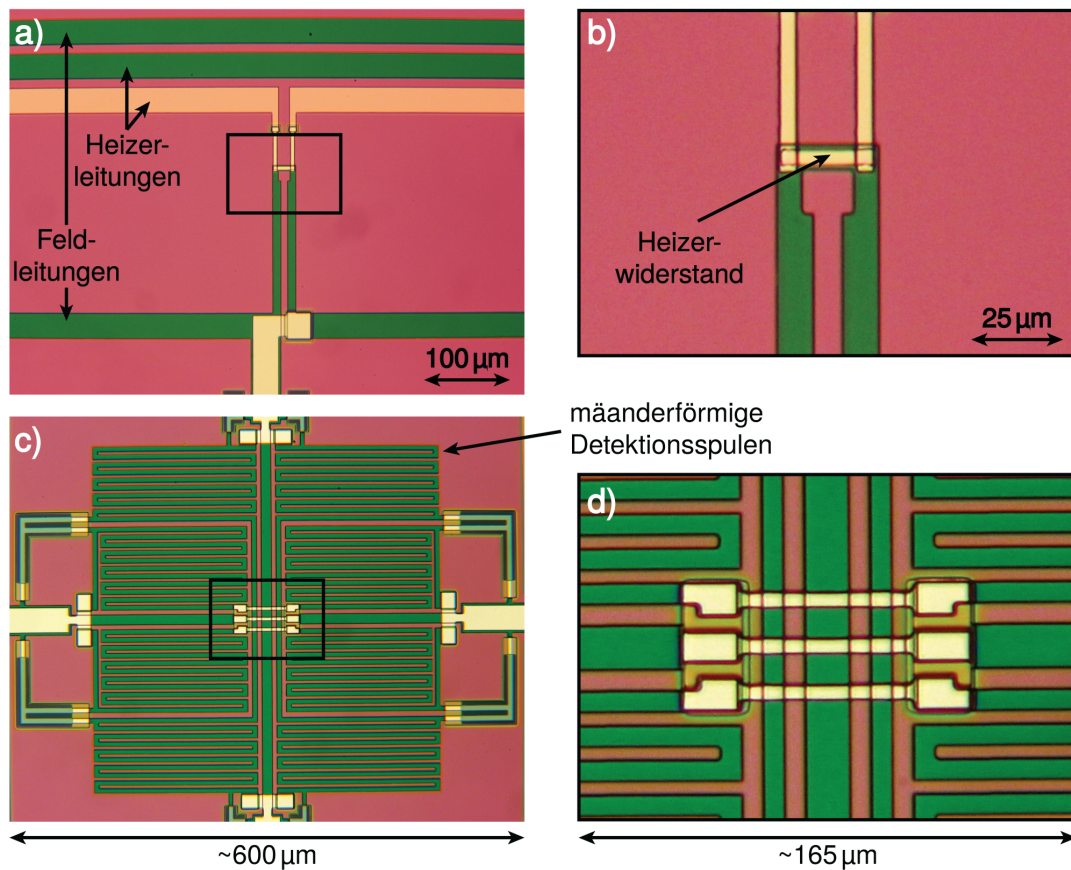 a)
Heizer-
leitungen
Feld-
leitungen
100 µm
b)
Heizer-
widerstand
25 µm
c)
mäanderförmige
Detektionsspulen
~600 µm
d)
~165 µm